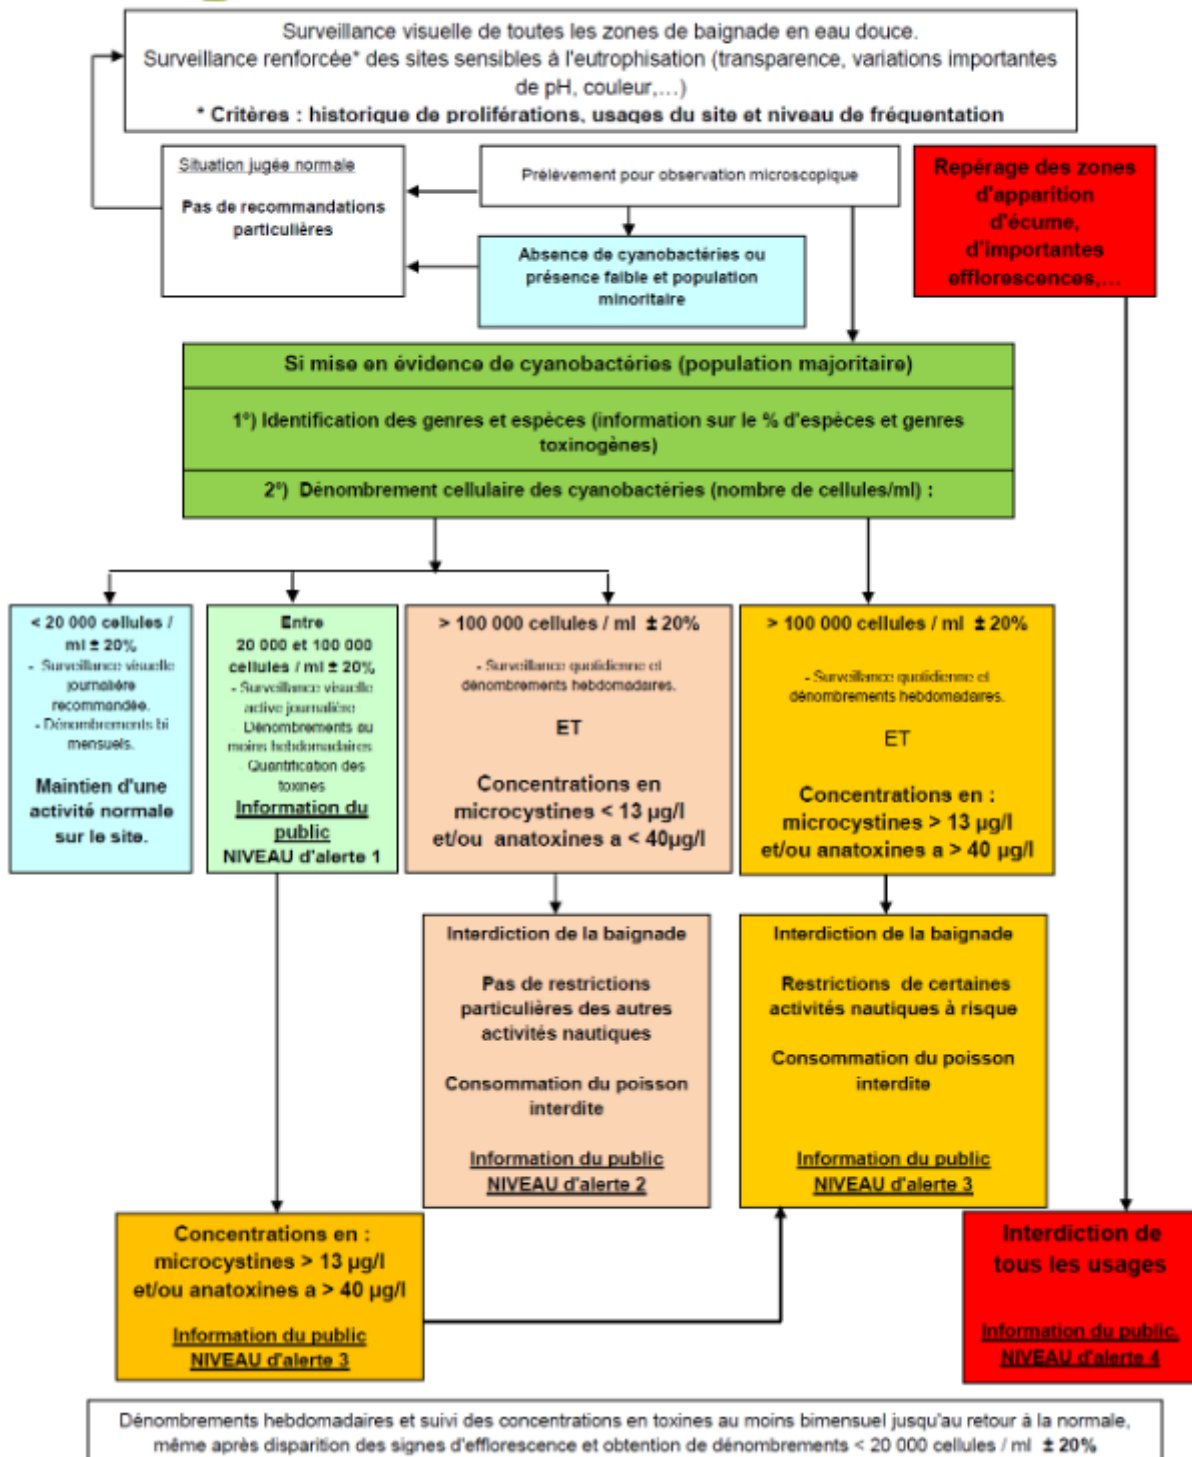 Surveillance visuelle de toutes les zones de baignade en eau douce.
Surveillance renforcée* des sites sensibles à l'eutrophisation (transparence, variations importantes
de pH, couleur,...)
* Critères : historique de proliférations, usages du site et niveau de fréquentation
Situation jugée normale
Pas de recommandations
particulières
Prélèvement pour observation microscopique
Absence de cyanobactéries ou
présence faible et population
minoritaire
Repérage des zones
d'apparition
d'écume,
d'importantes
efflorescences,...
Si mise en évidence de cyanobactéries (population majoritaire)
1°) Identification des genres et espèces (information sur le % d'espèces et genres
toxinogènes)
2°) Dénombrement cellulaire des cyanobactéries (nombre de cellules/ml) :
< 20 000 cellules /
ml ± 20%
- Surveillance visuelle
journalière
recommandée.
- Dénombrements bi
mensuels.
Maintien d'une
activité normale
sur le site.
Entre
20 000 et 100 000
cellules / ml ± 20%
- Surveillance visuelle
active journalière
Dénombrements au
moins hebdomadaires
Quantification des
toxines
Information du
public
NIVEAU d'alerte 1
> 100 000 cellules / ml ± 20%
- Surveillance quotidienne et
dénombrements hebdomadaires.
ET
Concentrations en
microcystines < 13 µg/l
et/ou anatoxines a < 40µg/l
> 100 000 cellules / ml ± 20%
- Surveillance quotidienne et
dénombrements hebdomadaires.
ET
Concentrations en :
microcystines > 13 µg/l
et/ou anatoxines a > 40 µg/l
Interdiction de la baignade
Pas de restrictions
particulières des autres
activités nautiques
Consommation du poisson
interdite
Information du public
NIVEAU d'alerte 2
Interdiction de la baignade
Restrictions de certaines
activités nautiques à risque
Consommation du poisson
interdite
Information du public
NIVEAU d'alerte 3
Concentrations en :
microcystines > 13 µg/l
et/ou anatoxines a > 40 µg/l
Information du public
NIVEAU d'alerte 3
Interdiction de
tous les usages
Information du public.
NIVEAU d'alerte 4
Dénombrements hebdomadaires et suivi des concentrations en toxines au moins bimensuel jusqu'au retour à la normale,
même après disparition des signes d'efflorescence et obtention de dénombrements < 20 000 cellules / ml ± 20%